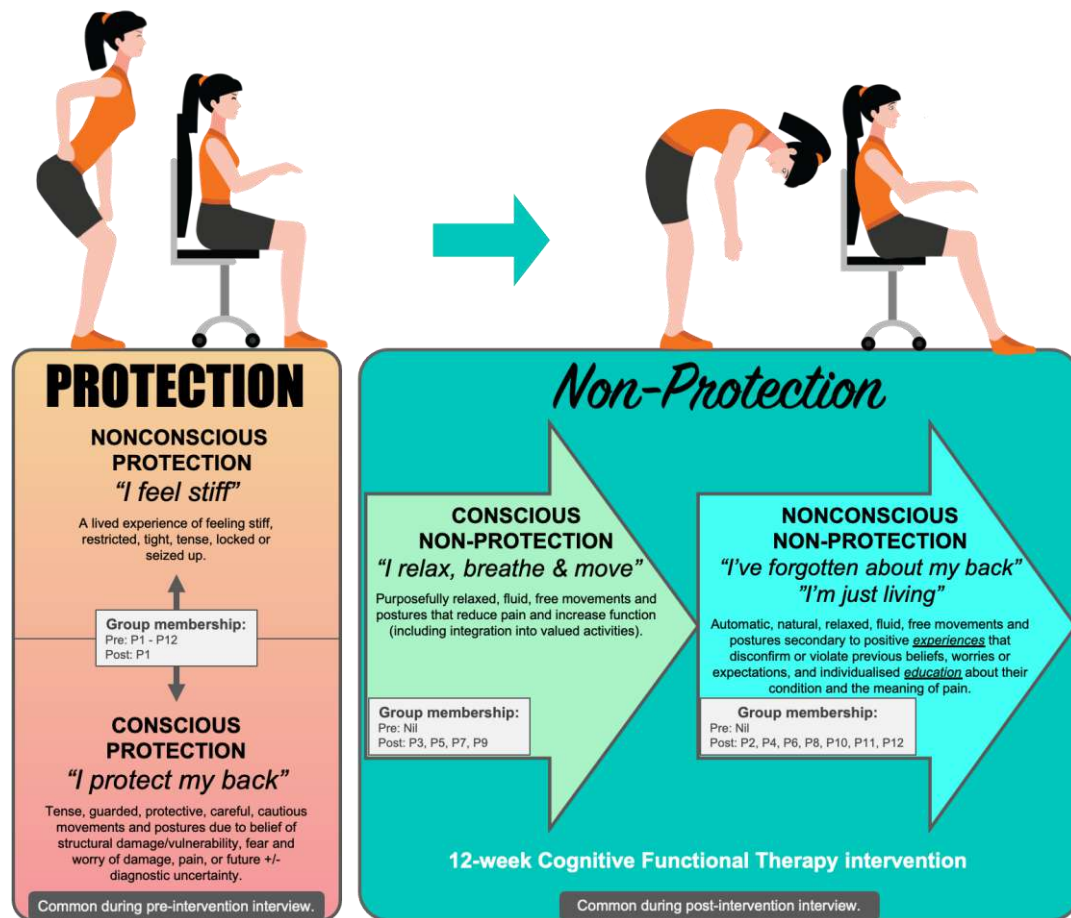 PROTECTION
NONCONSCIOUS
PROTECTION
"I feel stiff"
A lived experience of feeling stiff,
restricted, tight, tense, locked or
seized up.
Group membership:
Pre: P1 - P12
Post: P1
CONSCIOUS
PROTECTION
"I protect my back"
Tense, guarded, protective, careful, cautious
movements and postures due to belief of
structural damage/vulnerability, fear and
worry of damage, pain, or future +/-
diagnostic uncertainty.
Common during pre-intervention interview.
Non-Protection
CONSCIOUS
NON-PROTECTION
"I relax, breathe & move"
Purposefully relaxed, fluid, free movements and
postures that reduce pain and increase function
(including integration into valued activities).
Group membership:
Pre: Nil
Post: P3, P5, P7, P9
NONCONSCIOUS
NON-PROTECTION
"I've forgotten about my back"
"I'm just living"
Automatic, natural, relaxed, fluid, free movements and
postures secondary to positive experiences that
disconfirm or violate previous beliefs, worries or
expectations, and individualised education about their
condition and the meaning of pain.
Group membership:
Pre: Nil
Post: P2, P4, P6, P8, P10, P11, P12
12-week Cognitive Functional Therapy intervention
Common during post-intervention interview.